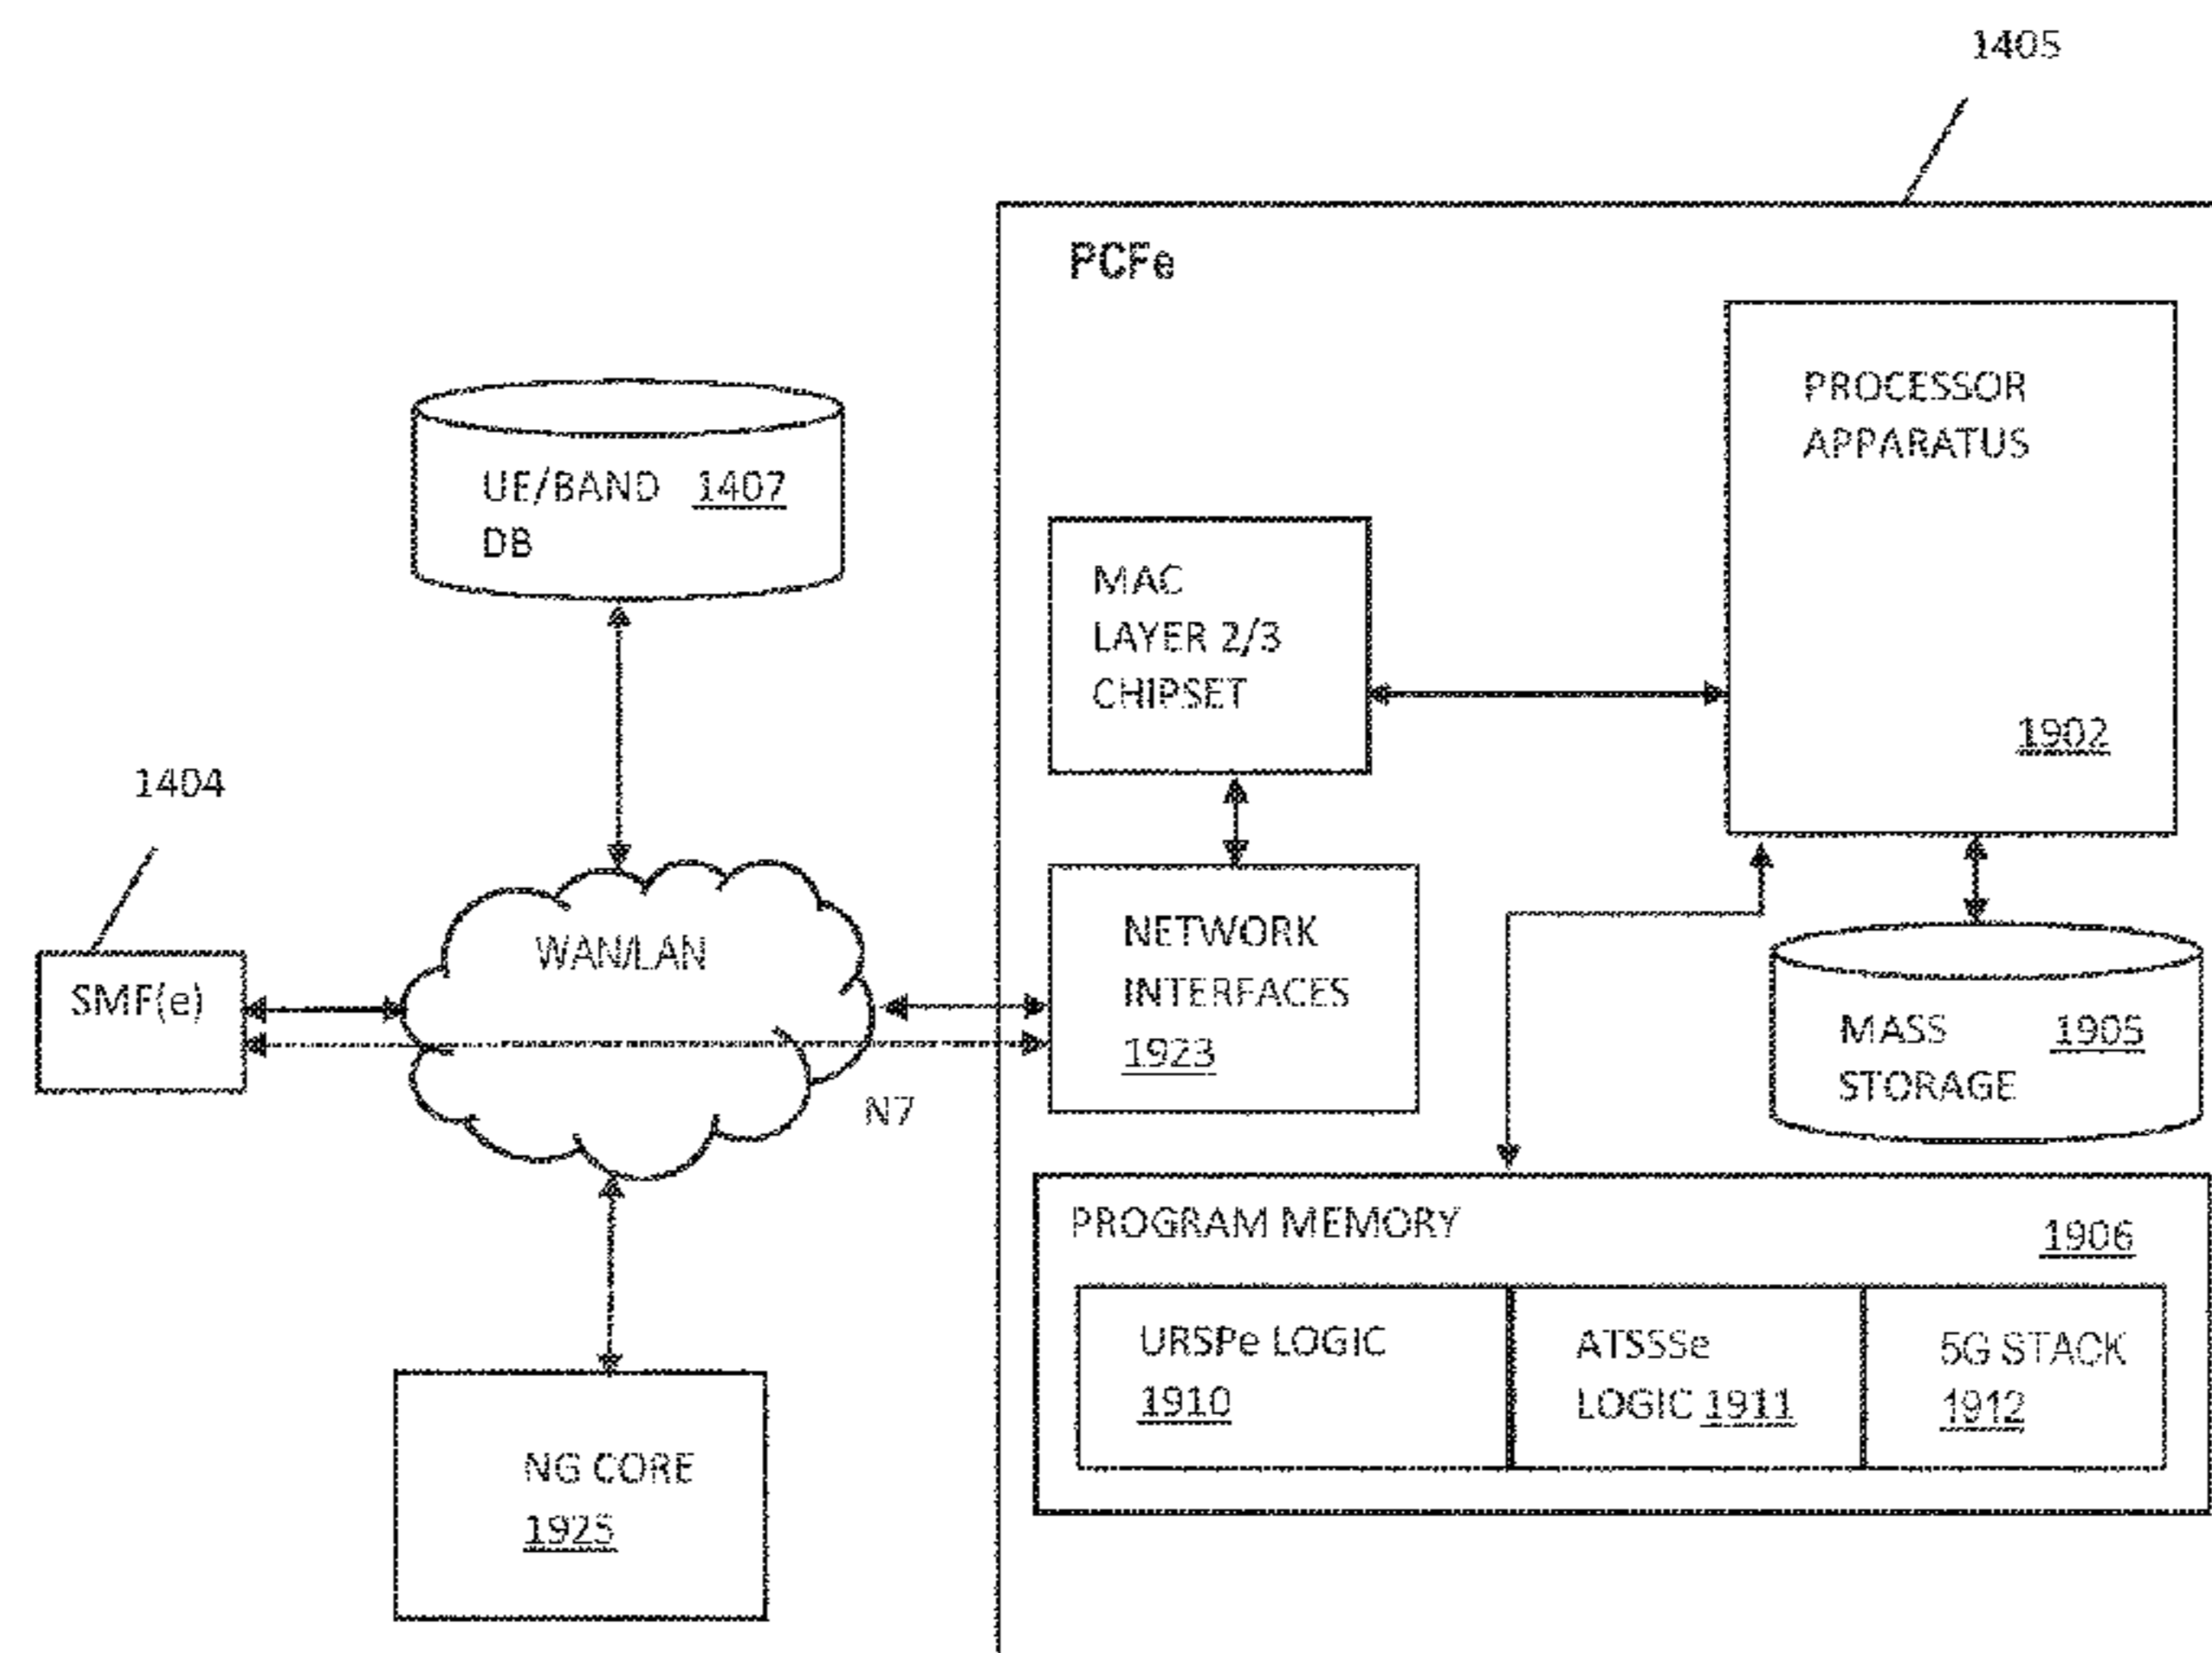 1405
PCFe
PROCESSOR
APPARATUS
1902
UE/BAND 1407
DB
MAC
LAYER 2/3
CHIPSET
1404
SMF(e)
WAN/LAN
N7
NETWORK
INTERFACES
1923
MASS 1905
STORAGE
PROGRAM MEMORY
1906
URSPe LOGIC
1910
ATSSSe
LOGIC 1911
5G STACK
1912
NG CORE
1925